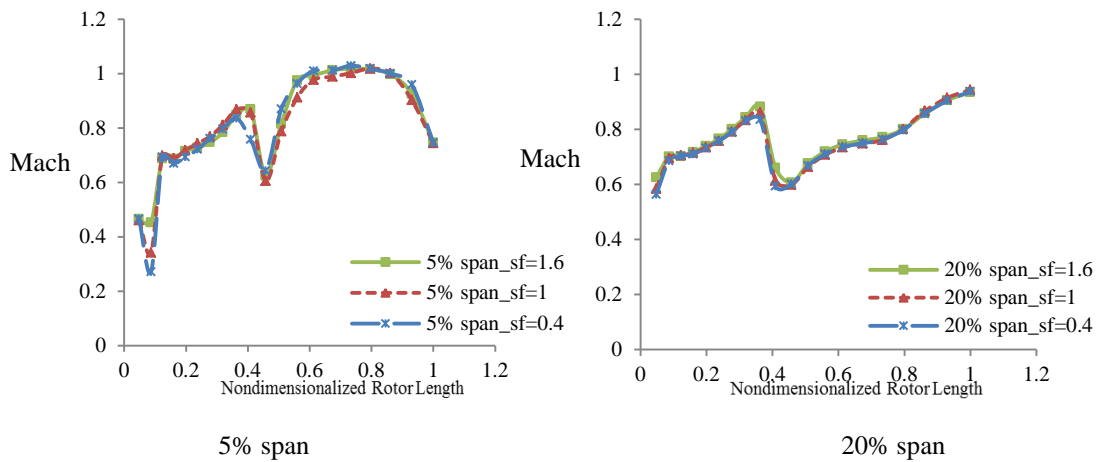 1.2
1
0.8
0.6
0.4
0.2
0
Mach
5% span_sf=1.6
5% span_sf=1
5% span_sf=0.4
0 0.2 0.4 0.6 0.8 1 1.2
Nondimensionalized Rotor Length
5% span
1.2
1
0.8
0.6
0.4
0.2
0
Mach
20% span_sf=1.6
20% span_sf=1
20% span_sf=0.4
0 0.2 0.4 0.6 0.8 1 1.2
Nondimensionalized Rotor Length
20% span